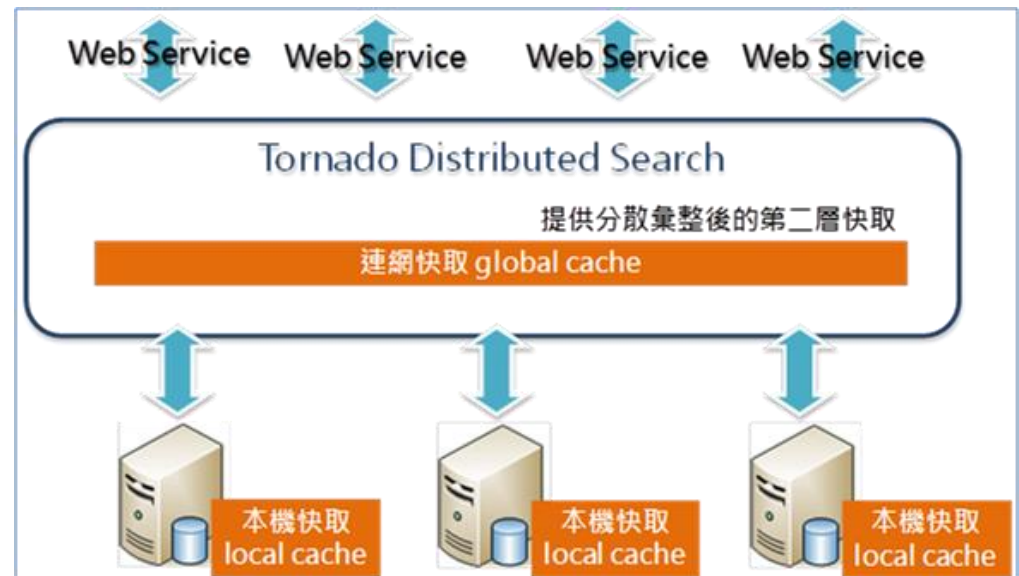 Web Service Web Service Web Service Web Service
Tornado Distributed Search
提供分散彙整後的第二層快取
連網快取 global cache
本機快取 本機快取 本機快取
local cache local cache local cache